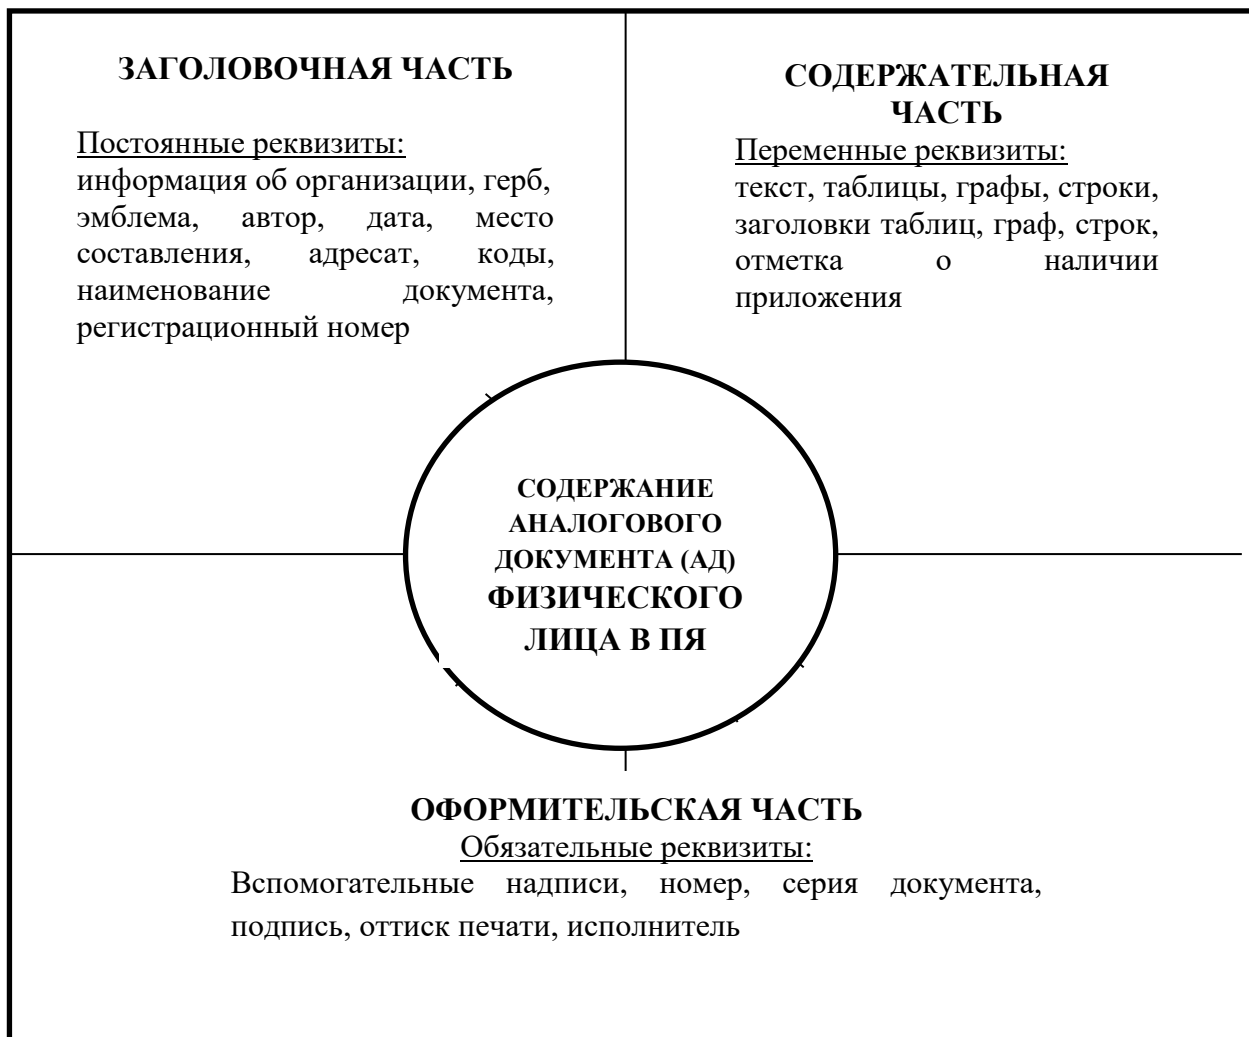 ЗАГОЛОВОЧНАЯ ЧАСТЬ
Постоянные реквизиты:
информация об организации, герб,
эмблема, автор, дата, место
составления, адресат, коды,
наименование документа,
регистрационный номер
СОДЕРЖАТЕЛЬНАЯ
ЧАСТЬ
Переменные реквизиты:
текст, таблицы, графы, строки,
заголовки таблиц, граф, строк,
отметка о наличии
приложения
СОДЕРЖАНИЕ
АНАЛОГОВОГО
ДОКУМЕНТА (АД)
ФИЗИЧЕСКОГО
ЛИЦА В ПЯ
ОФОРМИТЕЛЬСКАЯ ЧАСТЬ
Обязательные реквизиты:
Вспомогательные надписи, номер, серия документа,
подпись, оттиск печати, исполнитель